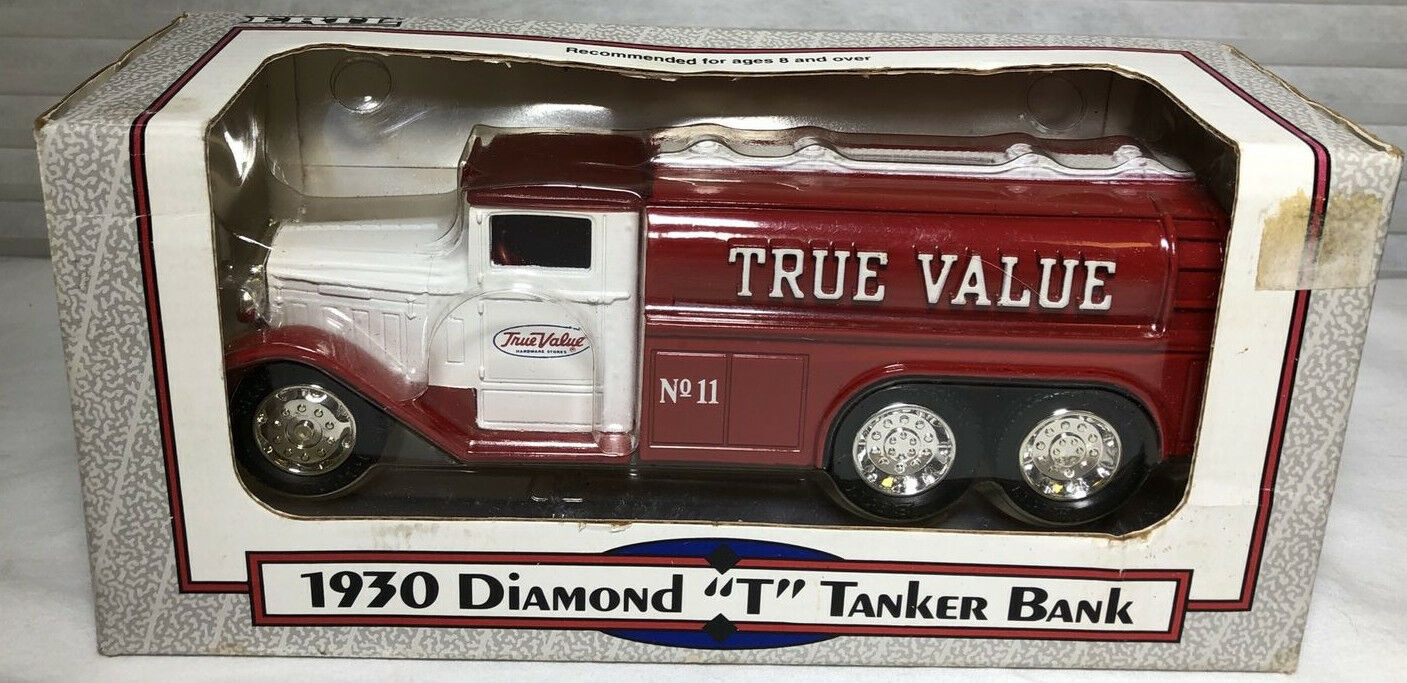 ERTL
Recommended for ages 8 and over
TRUE VALUE
True Value
HARDWARE STORES
No 11
1930 DIAMOND "T" TANKER BANK